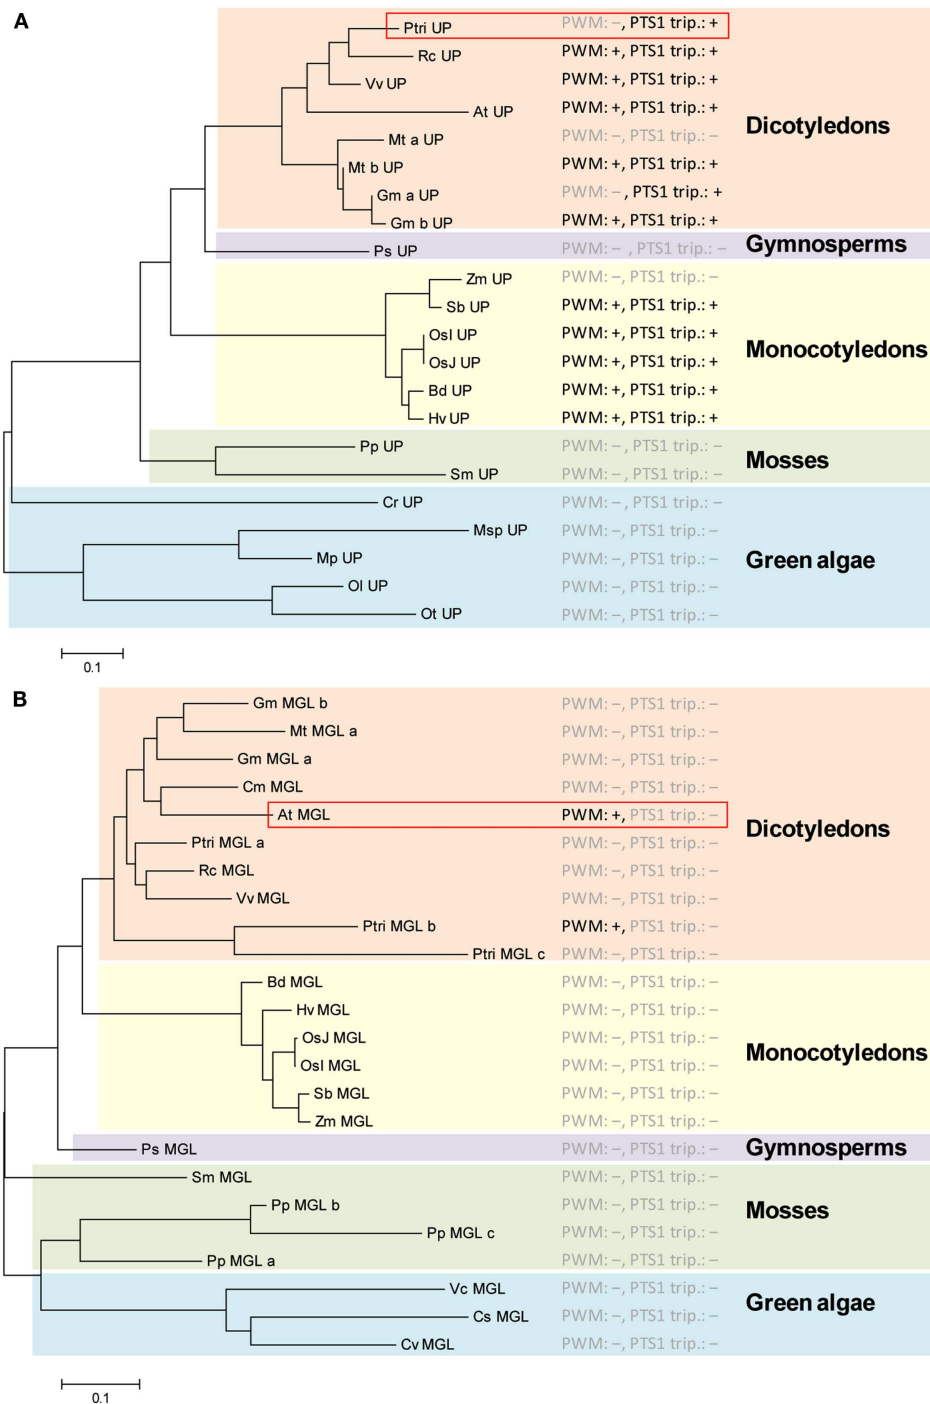 A
Ptri UP PWM: –, PTS1 trip.: +
Rc UP PWM: +, PTS1 trip.: +
Vv UP PWM: +, PTS1 trip.: +
At UP PWM: +, PTS1 trip.: +
Dicotyledons
Mt a UP PWM: –, PTS1 trip.: –
Mt b UP PWM: +, PTS1 trip.: +
Gm a UP PWM: – , PTS1 trip.: +
Gm b UP PWM: +, PTS1 trip.: +
Ps UP PWM: – , PTS1 trip.: – Gymnosperms
Zm UP PWM: –, PTS1 trip.: –
Sb UP PWM: +, PTS1 trip.: +
OsI UP PWM: +, PTS1 trip.: +
Monocotyledons
OsJ UP PWM: +, PTS1 trip.: +
Bd UP PWM: +, PTS1 trip.: +
Hv UP PWM: +, PTS1 trip.: +
Pp UP PWM: – , PTS1 trip.: –
Mosses
Sm UP PWM: –, PTS1 trip.: –
Cr UP PWM: –, PTS1 trip.: –
Msp UP PWM: –, PTS1 trip.: –
Mp UP PWM: –, PTS1 trip.: –
Green algae
Ol UP PWM: –, PTS1 trip.: –
Ot UP PWM: –, PTS1 trip.: –
0.1
B
Gm MGL b PWM: –, PTS1 trip.: –
Mt MGL a PWM: –, PTS1 trip.: –
Gm MGL a PWM: –, PTS1 trip.: –
Cm MGL PWM: –, PTS1 trip.: –
At MGL PWM: +, PTS1 trip.: –
Dicotyledons
Ptri MGL a PWM: –, PTS1 trip.: –
Rc MGL PWM: –, PTS1 trip.: –
Vv MGL PWM: –, PTS1 trip.: –
Ptri MGL b PWM: +, PTS1 trip.: –
Ptri MGL c PWM: –, PTS1 trip.: –
Bd MGL PWM: –, PTS1 trip.: –
Hv MGL PWM: –, PTS1 trip.: –
OsJ MGL PWM: –, PTS1 trip.: –
Monocotyledons
OsI MGL PWM: –, PTS1 trip.: –
Sb MGL PWM: –, PTS1 trip.: –
Zm MGL PWM: –, PTS1 trip.: –
Ps MGL PWM: –, PTS1 trip.: – Gymnosperms
Sm MGL PWM: –, PTS1 trip.: –
Pp MGL b PWM: –, PTS1 trip.: –
Mosses
Pp MGL c PWM: –, PTS1 trip.: –
Pp MGL a PWM: –, PTS1 trip.: –
Vc MGL PWM: –, PTS1 trip.: –
Green algae
Cs MGL PWM: –, PTS1 trip.: –
Cv MGL PWM: –, PTS1 trip.: –
0.1